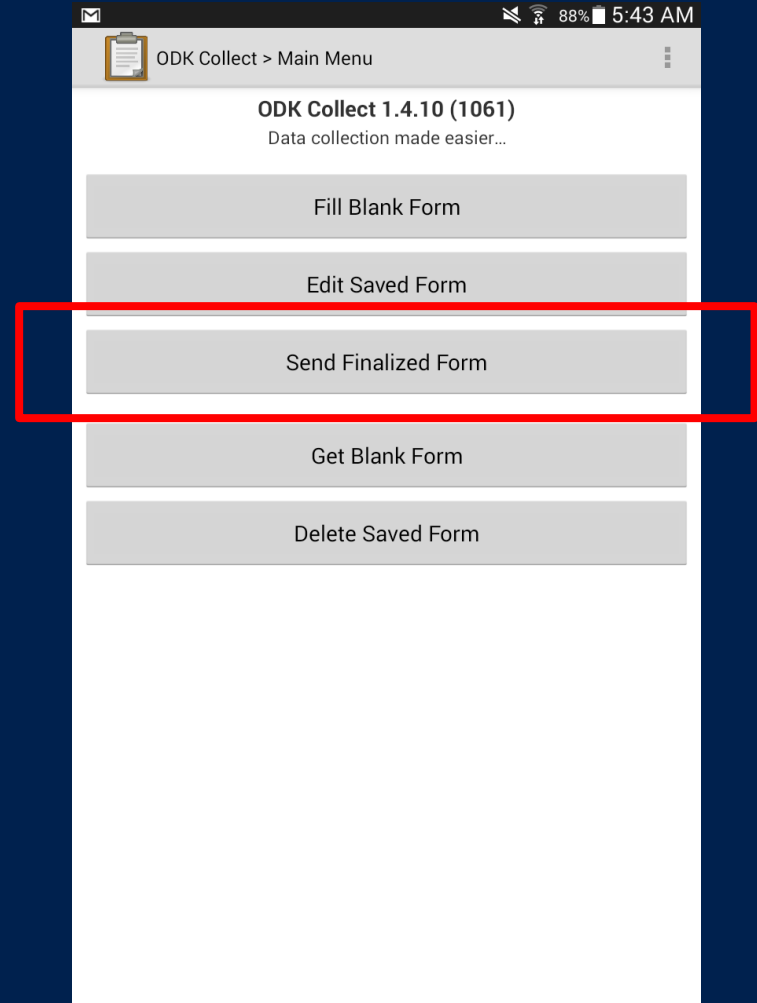 88% 5:43 AM
ODK Collect > Main Menu
ODK Collect 1.4.10 (1061)
Data collection made easier...
Fill Blank Form
Edit Saved Form
Send Finalized Form
Get Blank Form
Delete Saved Form